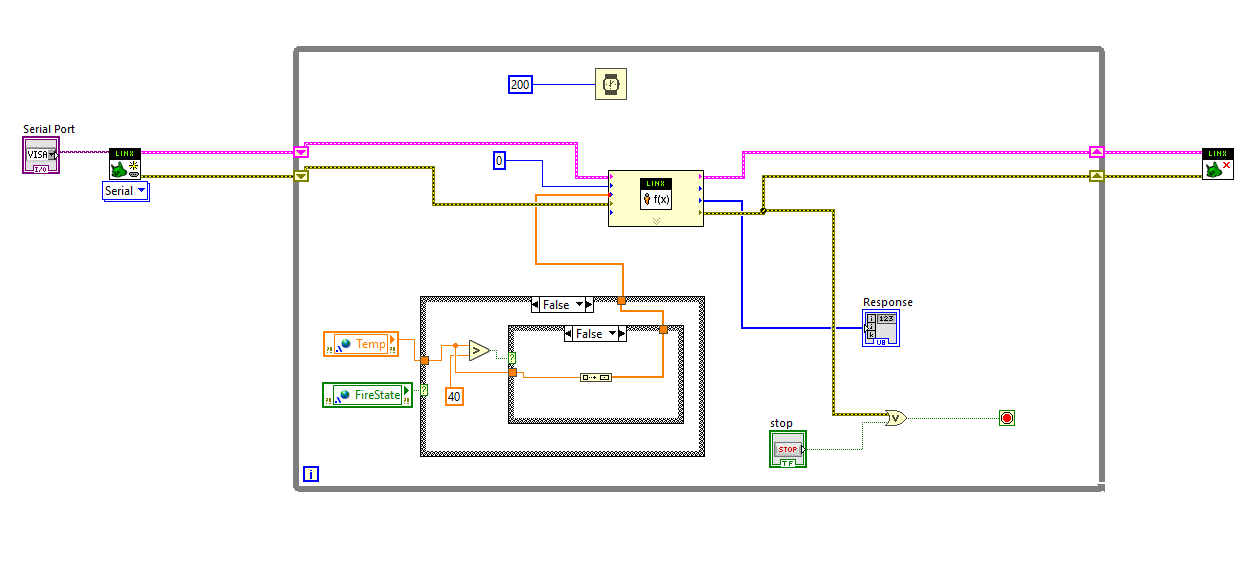 200
Serial Port
VISA
I/O
LINX
Serial
0
LINX
f(x)
LINX
False
False
Temp
>
?
FireState
?
40
Response
i
123
j
k
U8
stop
STOP
TF
V
i